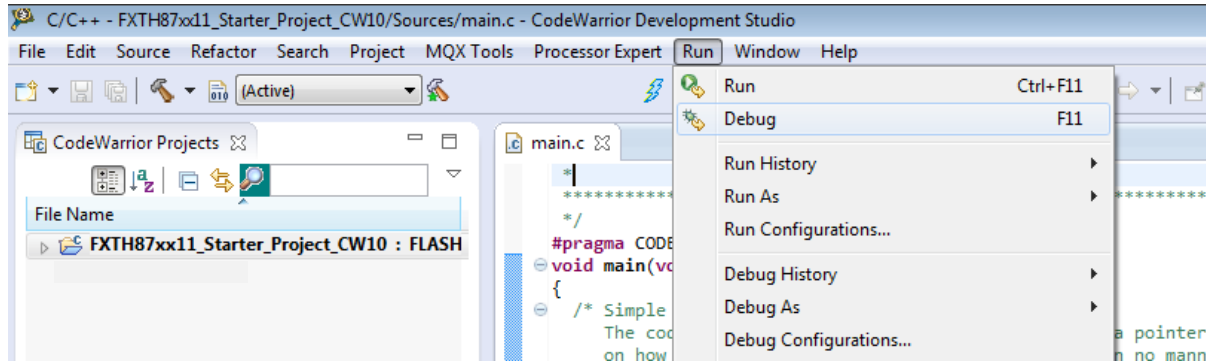 C/C++ - FXTH87xx11_Starter_Project_CW10/Sources/main.c - CodeWarrior Development Studio
File Edit Source Refactor Search Project MQX Tools Processor Expert Run Window Help
010 (Active)
Run Ctrl+F11
Debug F11
Run History
Run As
Run Configurations...
Debug History
Debug As
Debug Configurations...
CodeWarrior Projects
File Name
FXTH87xx11_Starter_Project_CW10 : FLASH
main.c
*
***********
*********
*/
#pragma CODE
void main(vo
{
/* Simple
The cod
a pointer
on how
n no mann